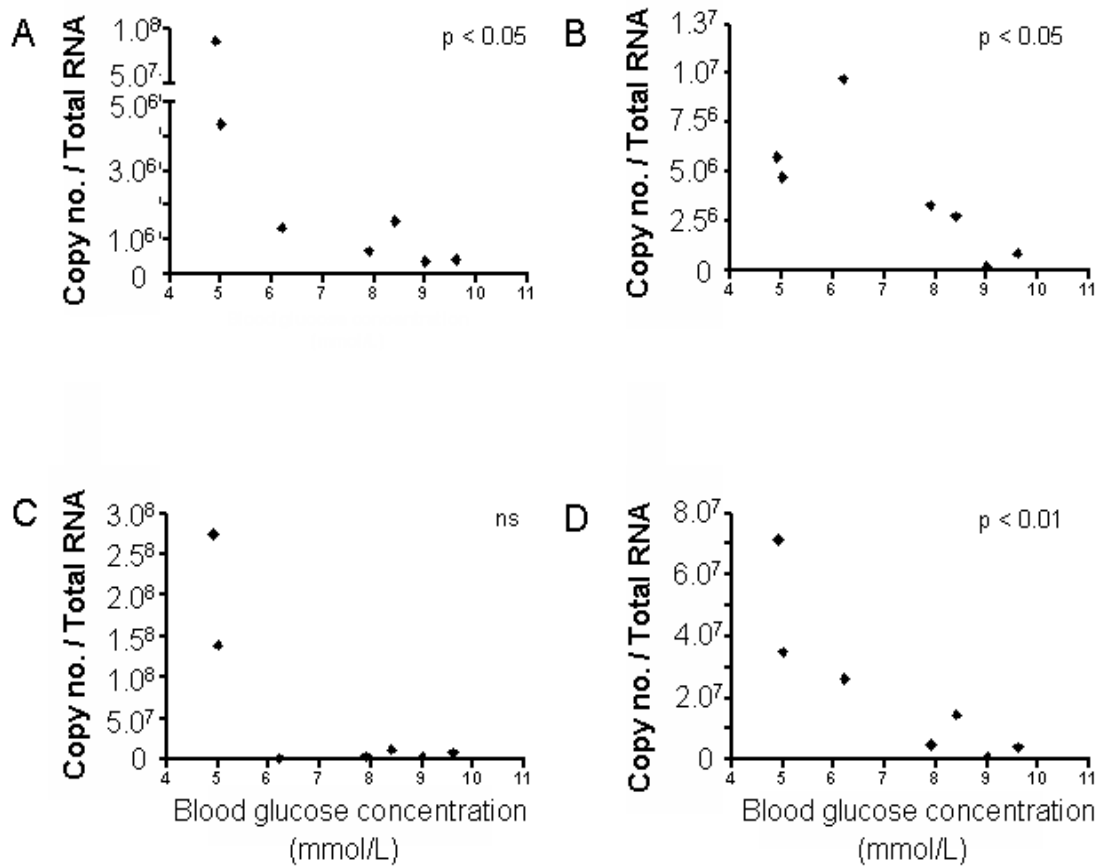 A
Copy no. / Total RNA
1.0⁸
5.0⁷
5.0⁶
3.0⁶
1.0⁶
0
4 5 6 7 8 9 10 11
p < 0.05
B
Copy no. / Total RNA
1.3⁷
1.0⁷
7.5⁶
5.0⁶
2.5⁶
0
4 5 6 7 8 9 10 11
p < 0.05
C
Copy no. / Total RNA
3.0⁸
2.5⁸
2.0⁸
1.5⁸
1.0⁸
5.0⁷
0
4 5 6 7 8 9 10 11
ns
Blood glucose concentration
(mmol/L)
D
Copy no. / Total RNA
8.0⁷
6.0⁷
4.0⁷
2.0⁷
0
4 5 6 7 8 9 10 11
p < 0.01
Blood glucose concentration
(mmol/L)